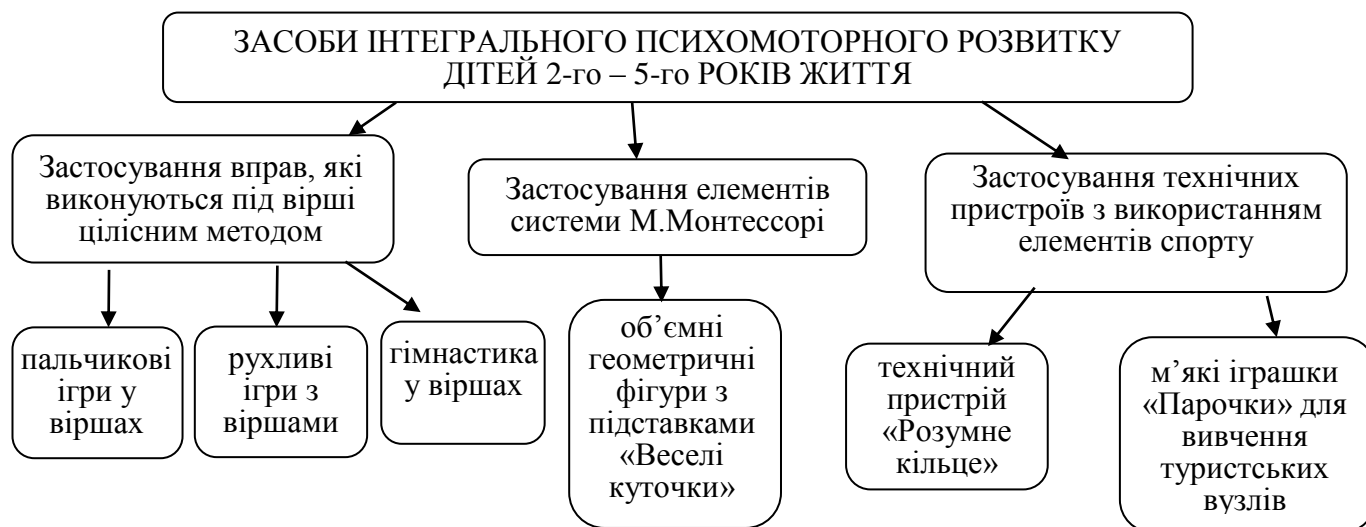 ЗАСОБИ ІНТЕГРАЛЬНОГО ПСИХОМОТОРНОГО РОЗВИТКУ
ДІТЕЙ 2-го – 5-го РОКІВ ЖИТТЯ
Застосування вправ, які
виконуються під вірші
цілісним методом
Застосування елементів
системи М.Монтессорі
Застосування технічних
пристроїв з використанням
елементів спорту
пальчикові
ігри у
віршах
рухливі
ігри з
віршами
гімнастика
у віршах
об’ємні
геометричні
фігури з
підставками
«Веселі
куточки»
технічний
пристрій
«Розумне
кільце»
м’які іграшки
«Парочки» для
вивчення
туристських
вузлів